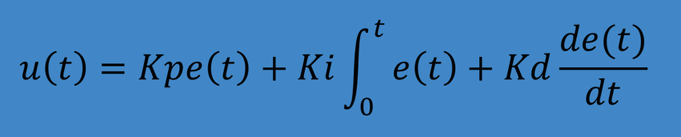 u(t) = Kpe(t) + Ki ∫₀ᵗ e(t) + Kd de(t)/dt